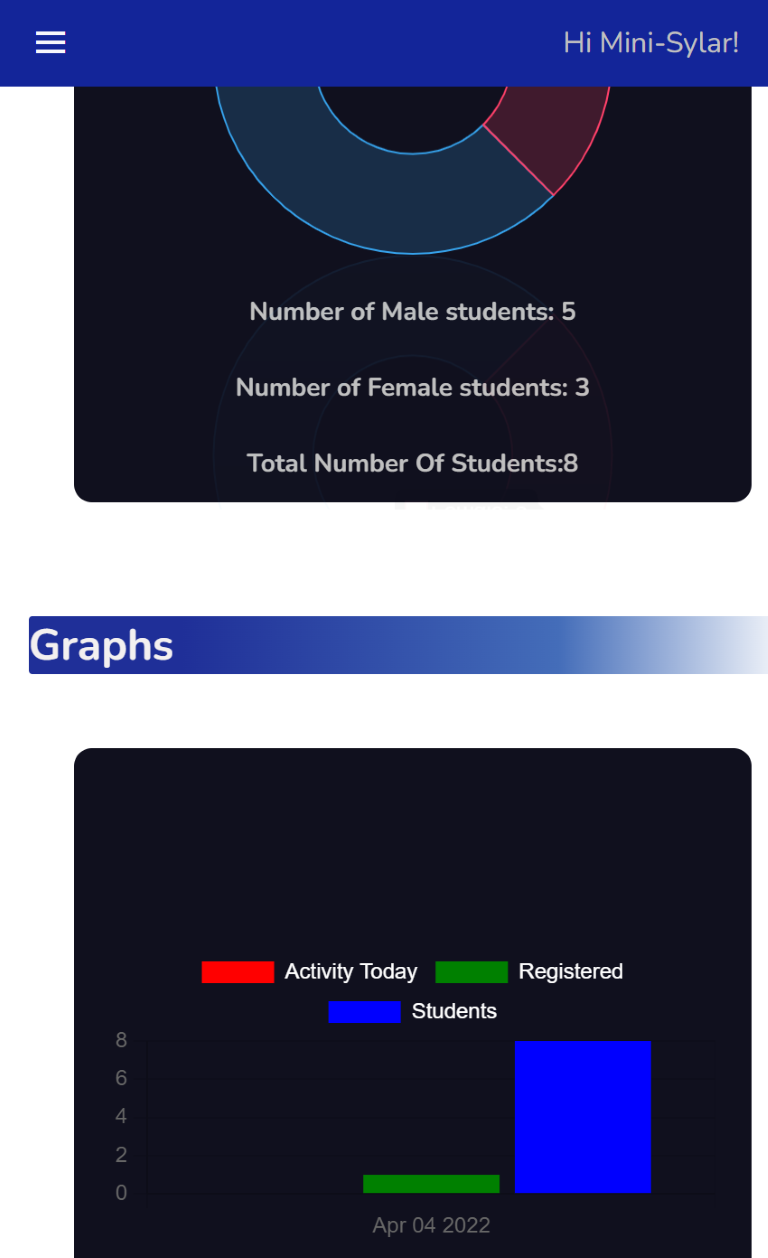 Hi Mini-Sylar!
Number of Male students: 5
Number of Female students: 3
Total Number Of Students:8
Graphs
Activity Today
Registered
Students
8
6
4
2
0
Apr 04 2022